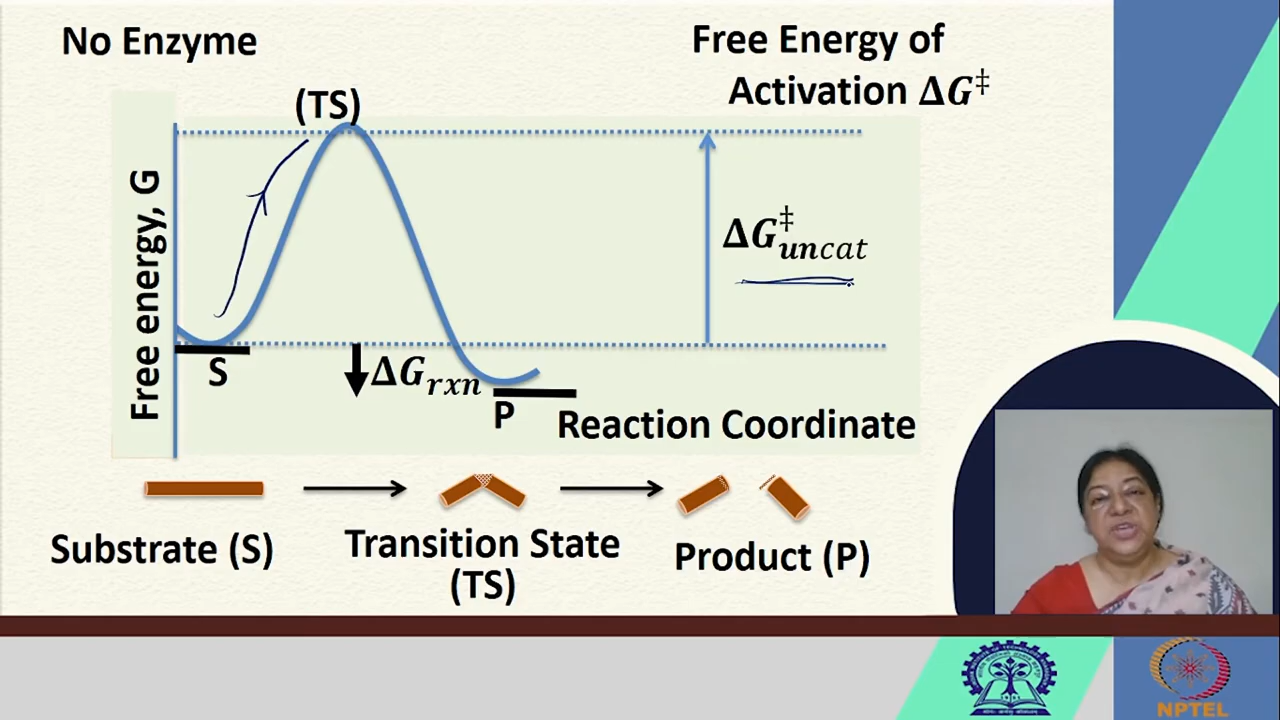 No Enzyme
Free Energy of
Activation ΔG‡
(TS)
Free energy, G
ΔG‡uncat
S
ΔGrxn
P
Reaction Coordinate
Substrate (S)
Transition State
(TS)
Product (P)
NPTEL